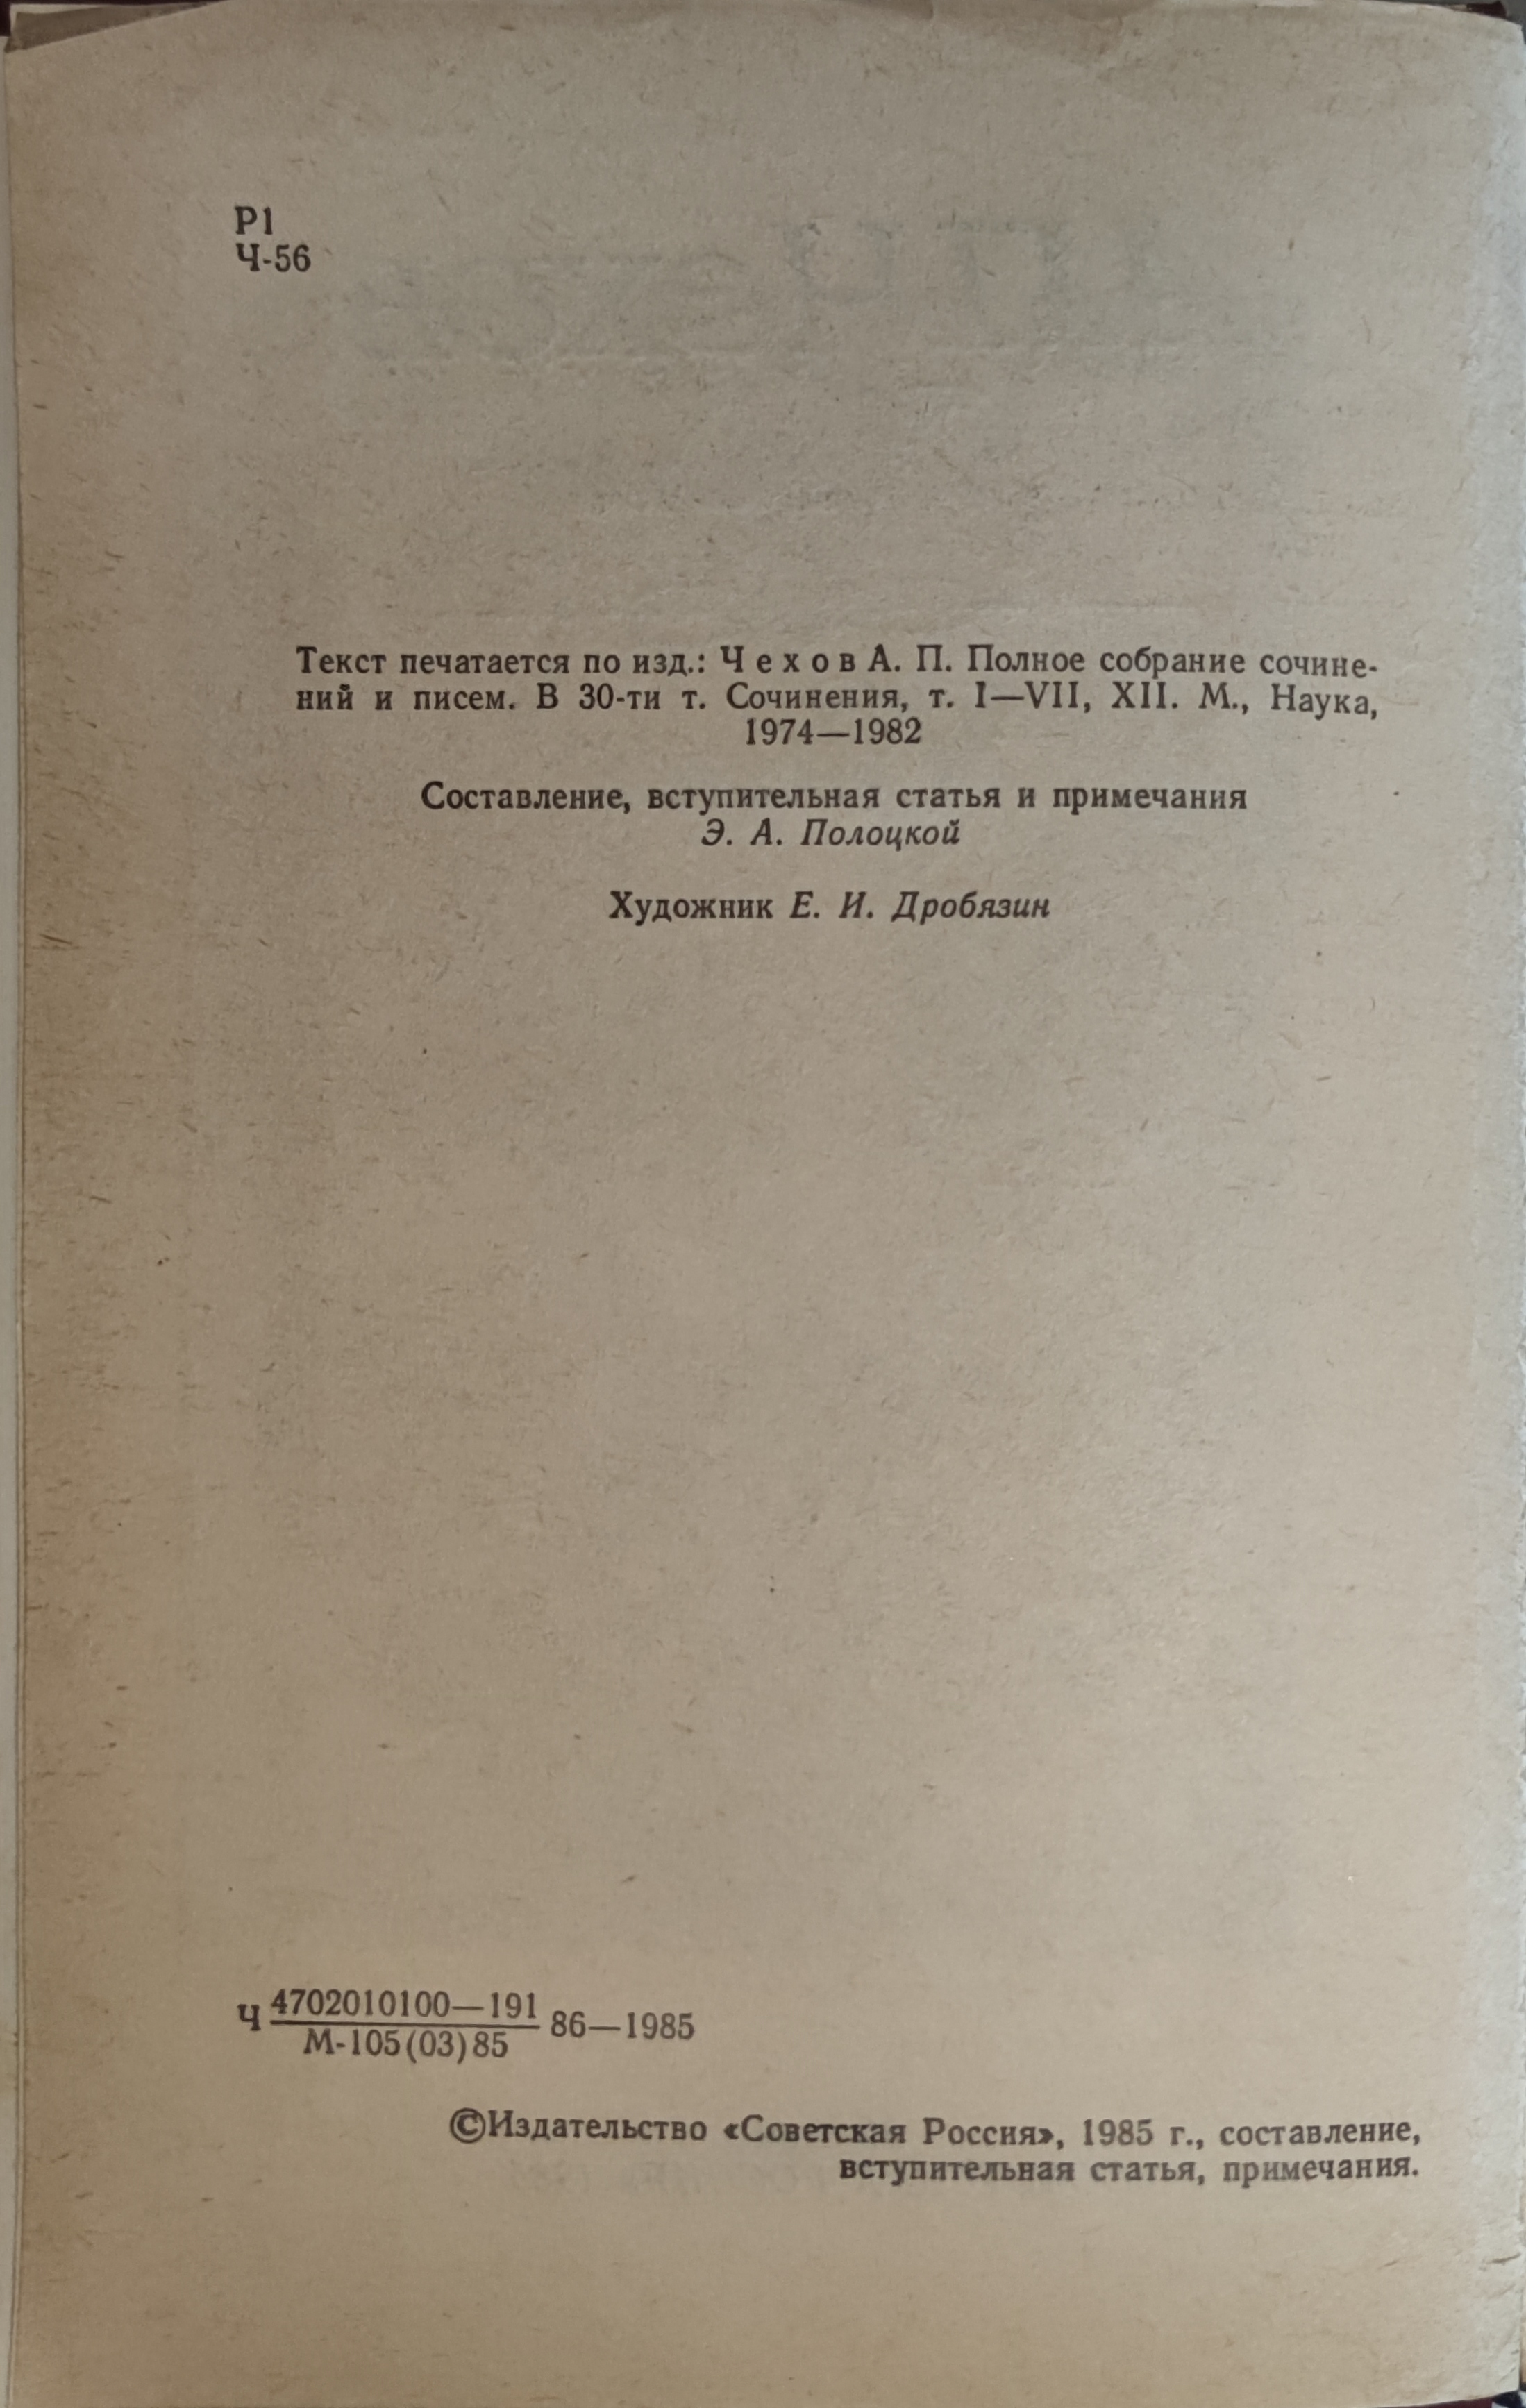 Р1
Ч-56
Текст печатается по изд.: Чехов А. П. Полное собрание сочине-
ний и писем. В 30-ти т. Сочинения, т. I—VII, XII. М., Наука,
1974—1982
Составление, вступительная статья и примечания
Э. А. Полоцкой
Художник Е. И. Дробязин
Ч 4702010100—191 86—1985
М-105(03)85
©Издательство «Советская Россия», 1985 г., составление,
вступительная статья, примечания.